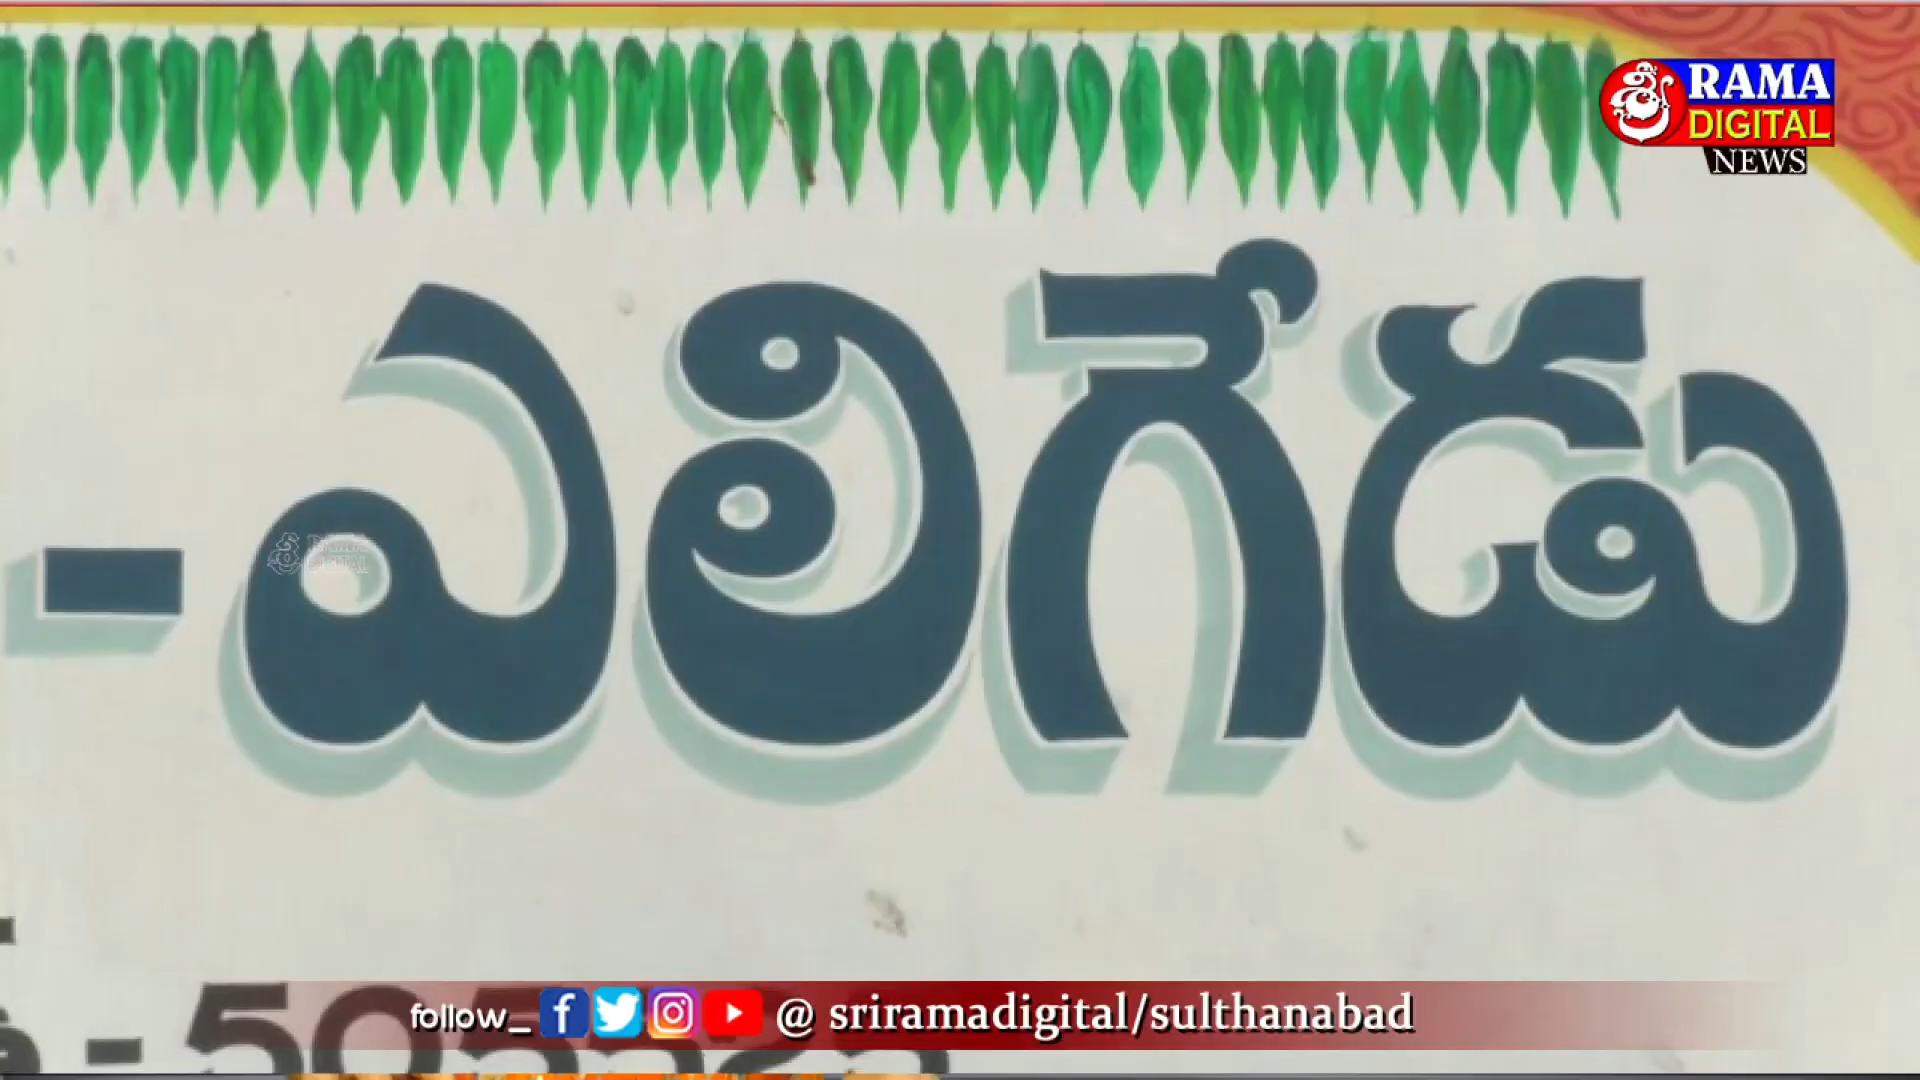 శ్రీ RAMA
DIGITAL
NEWS
- ఎలిగేడు
follow_ @ sriramadigital/sulthanabad